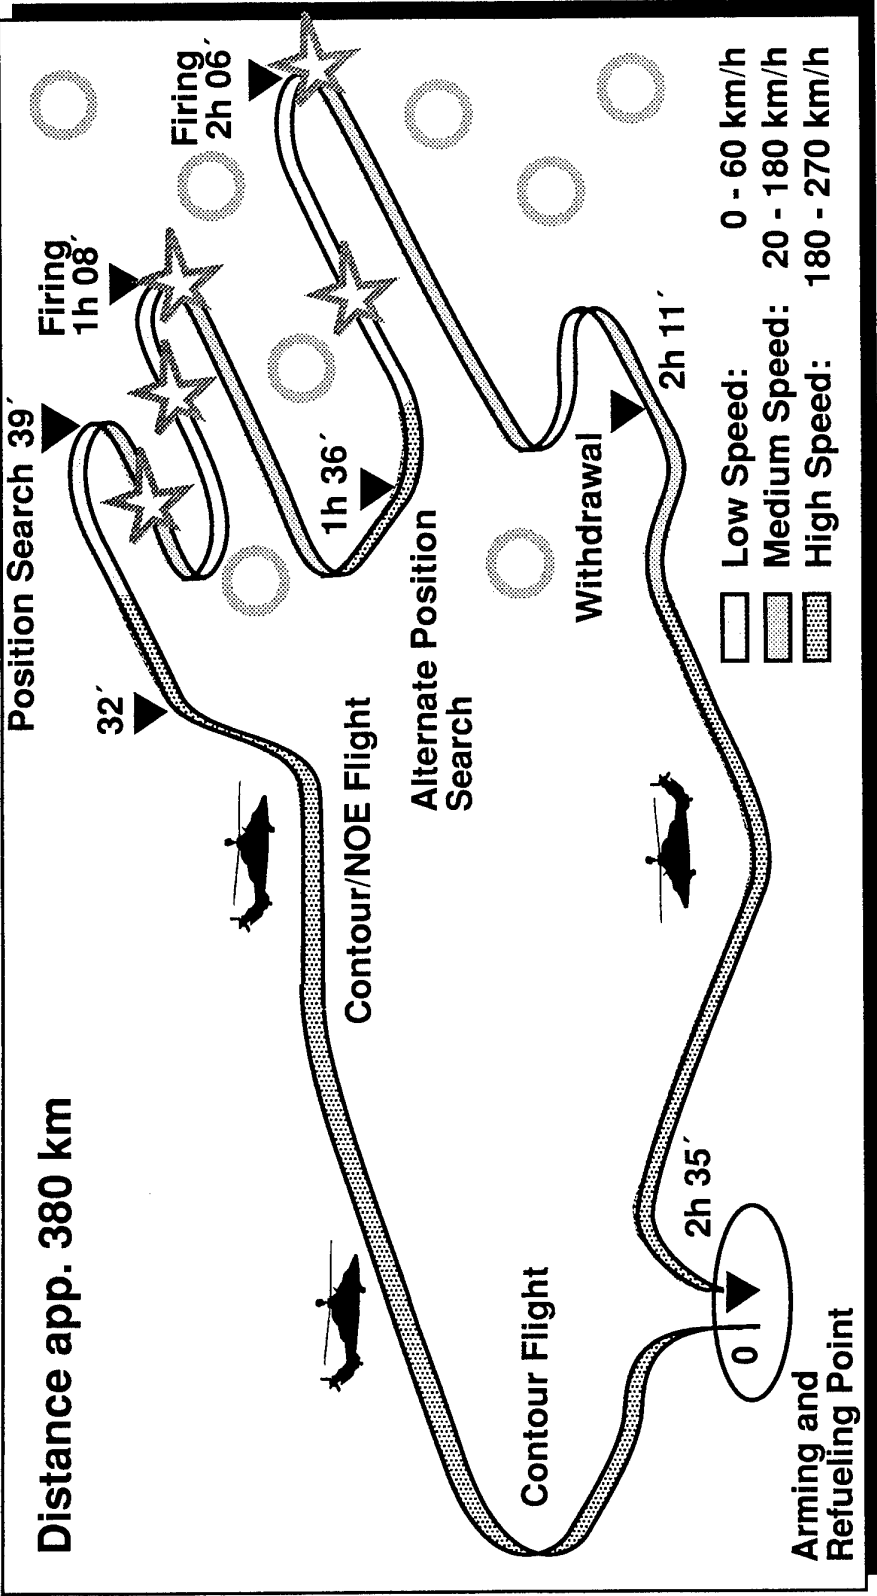 Distance app. 380 km
Position Search 39´
Firing
1h 08´
Firing
2h 06´
32´
1h 36´
Contour/NOE Flight
Alternate Position
Search
Contour Flight
Withdrawal
2h 11´
2h 35´
0
Arming and
Refueling Point
Low Speed: 0 - 60 km/h
Medium Speed: 20 - 180 km/h
High Speed: 180 - 270 km/h